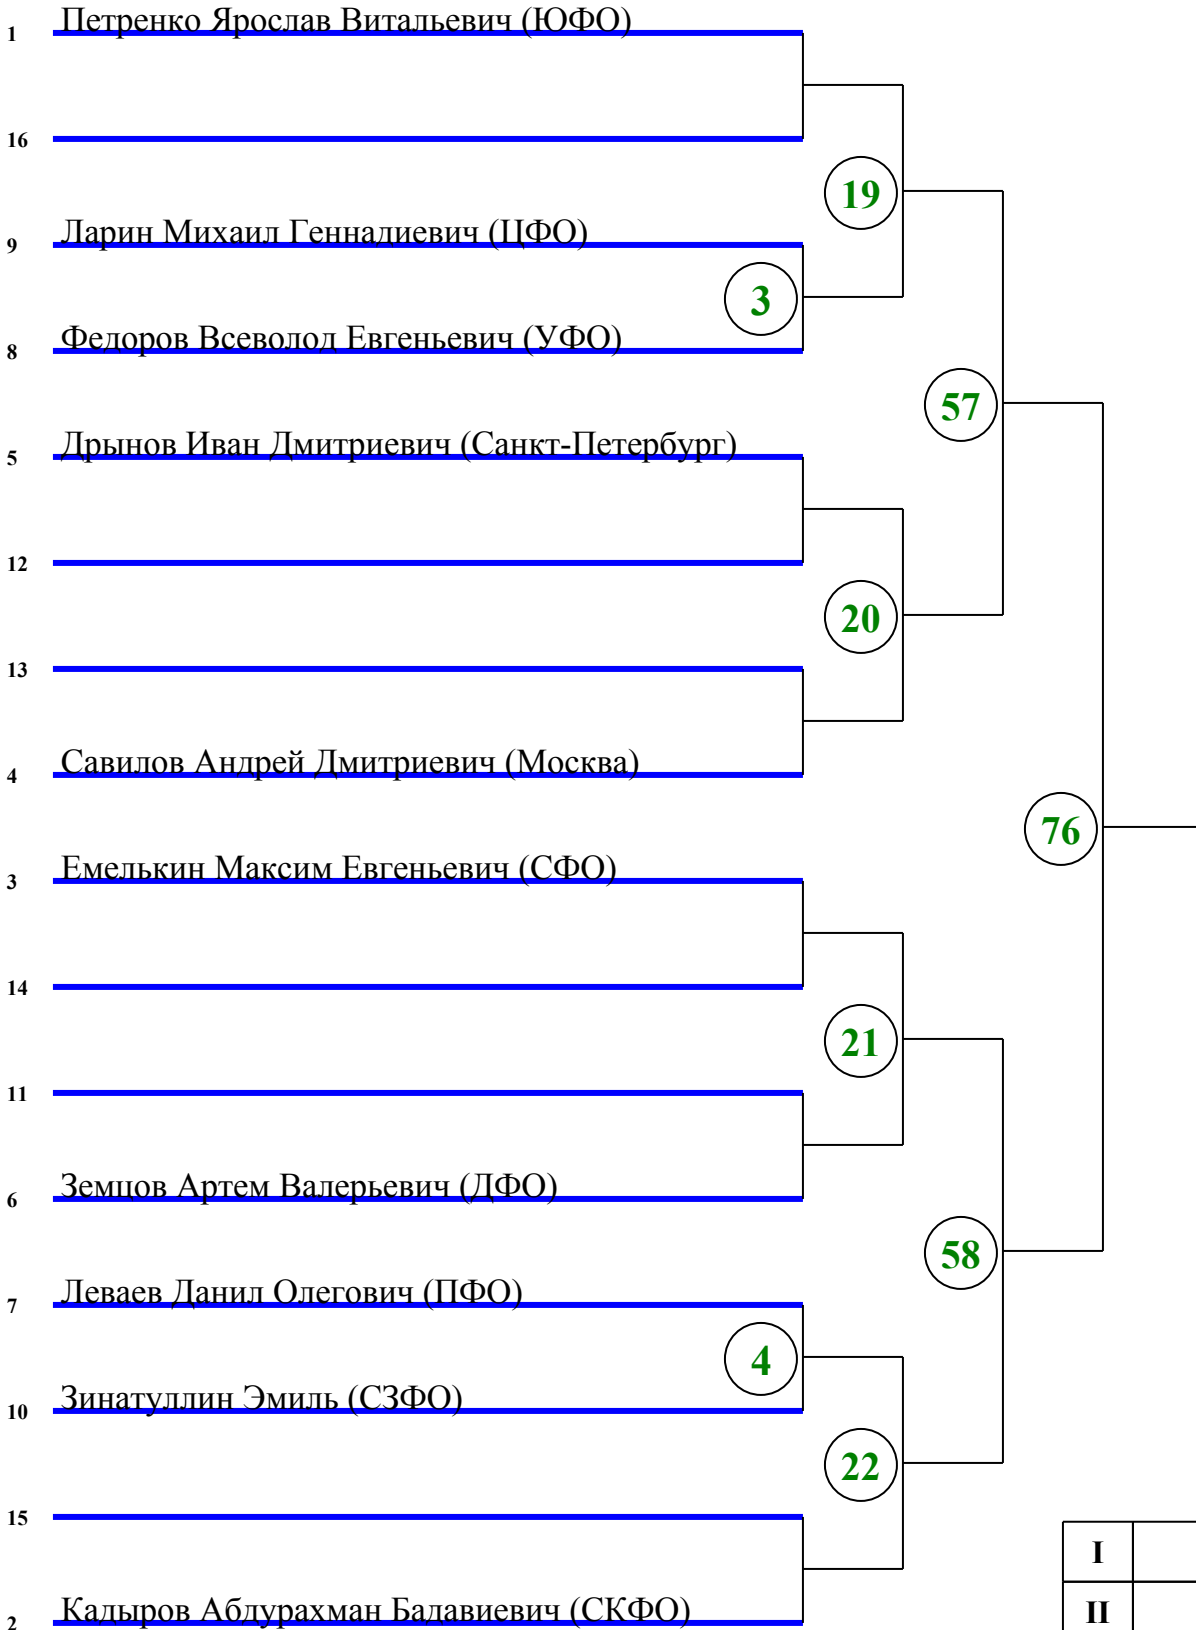 1 Петренко Ярослав Витальевич (ЮФО)
16
19
9 Ларин Михаил Геннадиевич (ЦФО)
3
8 Федоров Всеволод Евгеньевич (УФО)
57
5 Дрынов Иван Дмитриевич (Санкт-Петербург)
12
20
13
4 Савилов Андрей Дмитриевич (Москва)
76
3 Емелькин Максим Евгеньевич (СФО)
14
21
11
6 Земцов Артем Валерьевич (ДФО)
58
7 Леваев Данил Олегович (ПФО)
4
10 Зинатуллин Эмиль (СЗФО)
22
15
I
2 Кадыров Абдурахман Бадавиевич (СКФО)
II